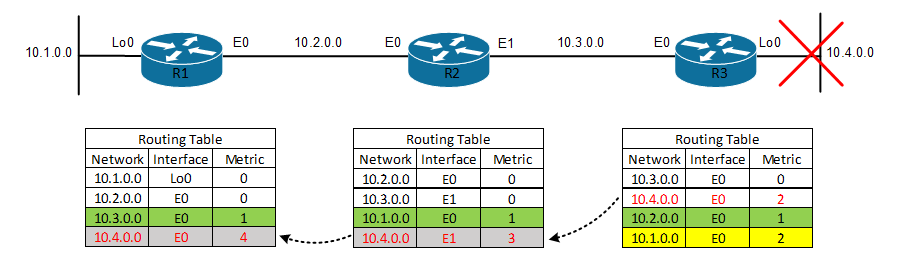 10.1.0.0 Lo0 E0 10.2.0.0 E0 E1 10.3.0.0 E0 Lo0 10.4.0.0
R1 R2 R3
Routing Table
Network Interface Metric
10.1.0.0 Lo0 0
10.2.0.0 E0 0
10.3.0.0 E0 1
10.4.0.0 E0 4
Routing Table
Network Interface Metric
10.2.0.0 E0 0
10.3.0.0 E1 0
10.1.0.0 E0 1
10.4.0.0 E1 3
Routing Table
Network Interface Metric
10.3.0.0 E0 0
10.4.0.0 E0 2
10.2.0.0 E0 1
10.1.0.0 E0 2